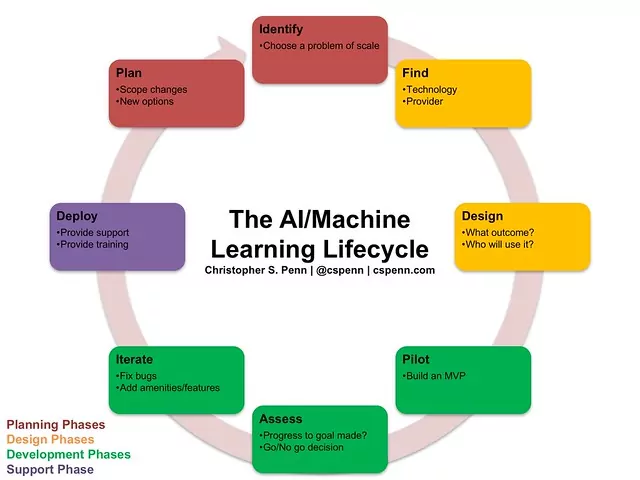 Identify
•Choose a problem of scale
Plan
•Scope changes
•New options
Find
•Technology
•Provider
Deploy
•Provide support
•Provide training
The AI/Machine
Learning Lifecycle
Christopher S. Penn | @cspenn | cspenn.com
Design
•What outcome?
•Who will use it?
Iterate
•Fix bugs
•Add amenities/features
Pilot
•Build an MVP
Assess
•Progress to goal made?
•Go/No go decision
Planning Phases
Design Phases
Development Phases
Support Phase